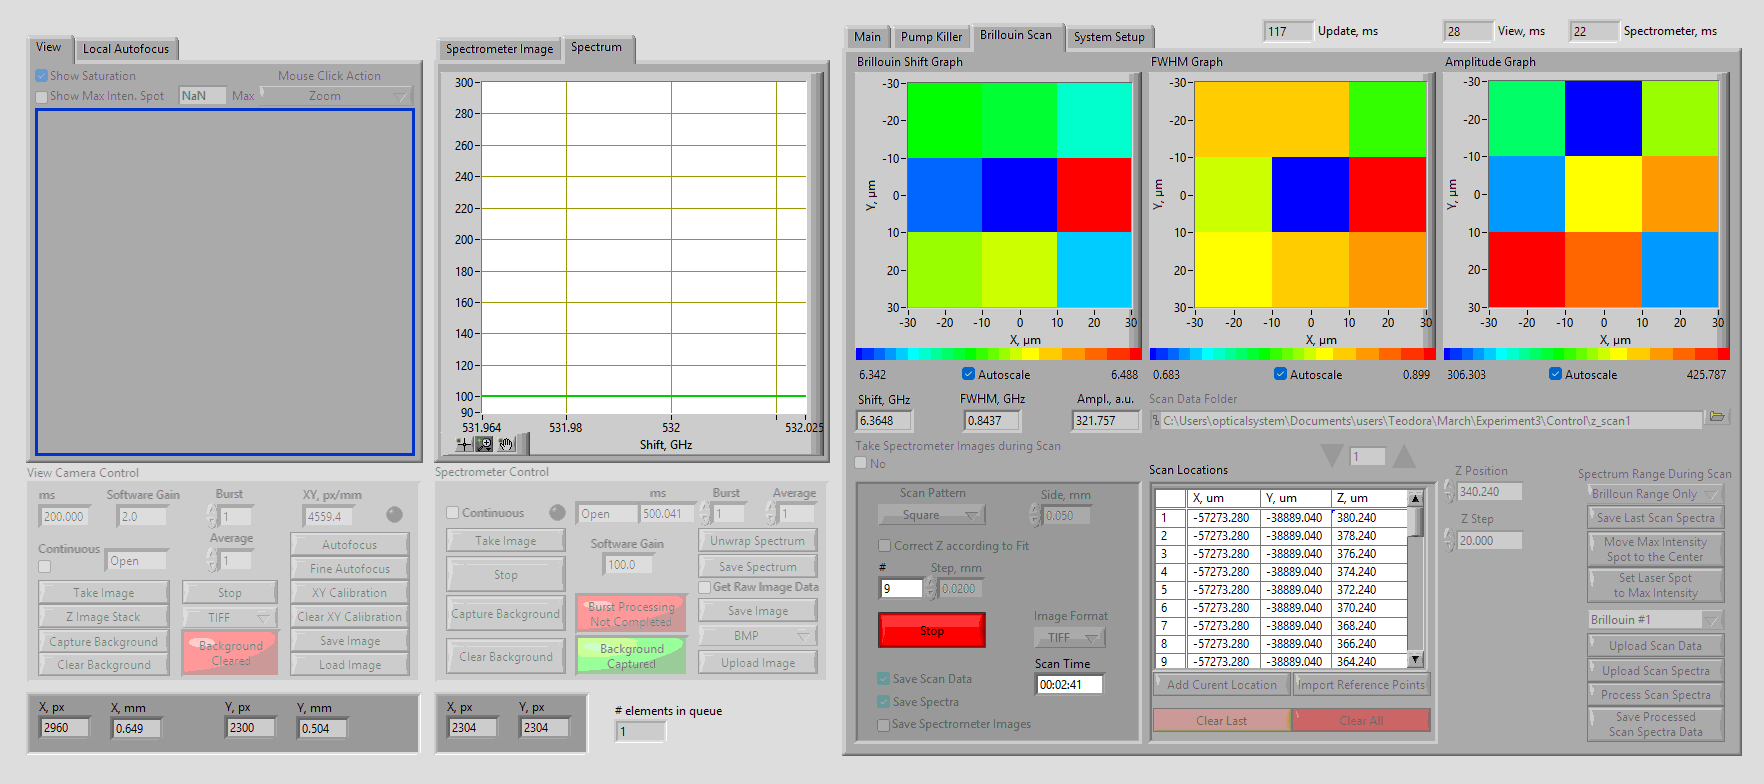 117 Update, ms 28 View, ms 22 Spectrometer, ms
View Local Autofocus
Show Saturation Mouse Click Action
Show Max Inten. Spot NaN Max Zoom
Spectrometer Image Spectrum
300
280
260
240
220
200
180
160
140
120
100
90
531.964 531.98 532 532.025
Shift, GHz
Main Pump Killer Brillouin Scan System Setup
Brillouin Shift Graph
-30
-20
-10
0
10
20
30
Y, µm
-30 -20 -10 0 10 20 30
X, µm
6.342 Autoscale 6.488
FWHM Graph
-30
-20
-10
0
10
20
30
Y, µm
-30 -20 -10 0 10 20 30
X, µm
0.683 Autoscale 0.899
Amplitude Graph
-30
-20
-10
0
10
20
30
Y, µm
-30 -20 -10 0 10 20 30
X, µm
306.303 Autoscale 425.787
Shift, GHz FWHM, GHz Ampl., a.u.
6.3648 0.8437 321.757
Scan Data Folder
C:\Users\opticalsystem\Documents\users\Teodora\March\Experiment3\Control\z_scan1
Take Spectrometer Images during Scan
No
1
View Camera Control
ms Software Gain Burst XY, px/mm
200.000 2.0 1 4559.4
Average
Continuous Open 1
Autofocus
Fine Autofocus
Take Image Stop XY Calibration
Z Image Stack TIFF Clear XY Calibration
Capture Background Background Cleared Save Image
Clear Background Load Image
Spectrometer Control
ms Burst Average
Continuous Open 500.041 1 1
Take Image Software Gain Unwrap Spectrum
Stop 100.0 Save Spectrum
Get Raw Image Data
Capture Background Burst Processing
Not Completed Save Image
BMP
Clear Background Background
Captured Upload Image
X, px X, mm Y, px Y, mm
2960 0.649 2300 0.504
X, px Y, px
2304 2304
# elements in queue
1
Scan Pattern Side, mm
Square 0.050
Correct Z according to Fit
# Step, mm
9 0.0200
Stop
Image Format
TIFF
Scan Time
00:02:41
Save Scan Data
Save Spectra
Save Spectrometer Images
Scan Locations
X, um Y, um Z, um
1 -57273.280 -38889.040 380.240
2 -57273.280 -38889.040 378.240
3 -57273.280 -38889.040 376.240
4 -57273.280 -38889.040 374.240
5 -57273.280 -38889.040 372.240
6 -57273.280 -38889.040 370.240
7 -57273.280 -38889.040 368.240
8 -57273.280 -38889.040 366.240
9 -57273.280 -38889.040 364.240
Add Curent Location Import Reference Points
Clear Last Clear All
Z Position
340.240
Z Step
20.000
Spectrum Range During Scan
Brilloun Range Only
Save Last Scan Spectra
Move Max Intensity
Spot to the Center
Set Laser Spot
to Max Intensity
Brillouin #1
Upload Scan Data
Upload Scan Spectra
Process Scan Spectra
Save Processed
Scan Spectra Data